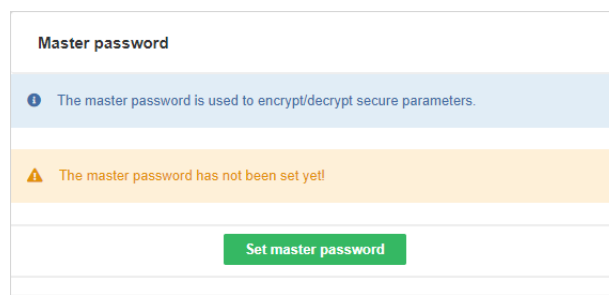 Master password
The master password is used to encrypt/decrypt secure parameters.
The master password has not been set yet!
Set master password